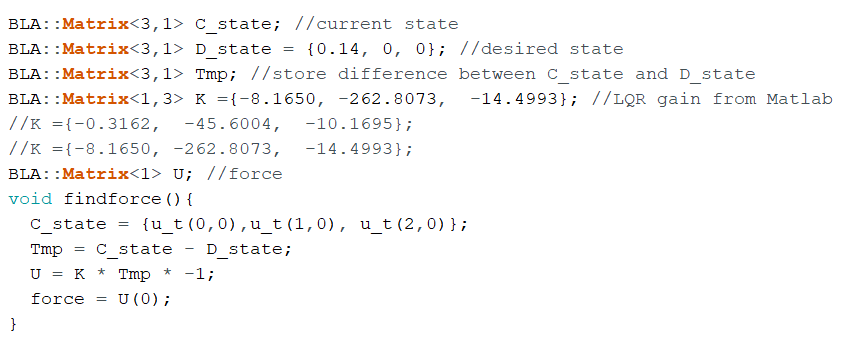 BLA::Matrix<3,1> C_state; //current state
BLA::Matrix<3,1> D_state = {0.14, 0, 0}; //desired state
BLA::Matrix<3,1> Tmp; //store difference between C_state and D_state
BLA::Matrix<1,3> K ={-8.1650, -262.8073,  -14.4993}; //LQR gain from Matlab
//K ={-0.3162,  -45.6004,  -10.1695};
//K ={-8.1650, -262.8073,  -14.4993};
BLA::Matrix<1> U; //force
void findforce(){
  C_state = {u_t(0,0),u_t(1,0), u_t(2,0)};
  Tmp = C_state - D_state;
  U = K * Tmp * -1;
  force = U(0);
}